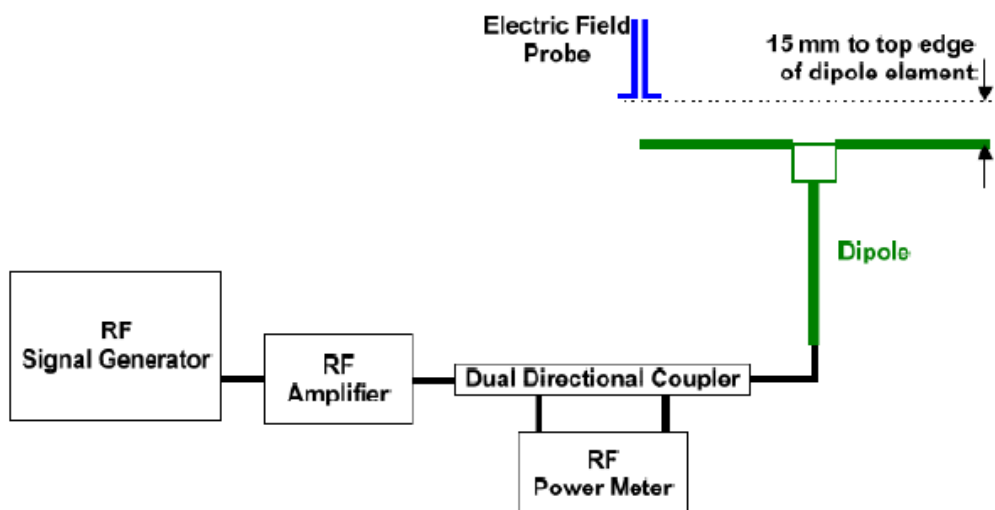 Electric Field
Probe
15 mm to top edge
of dipole element
Dipole
RF
Signal Generator
RF
Amplifier
Dual Directional Coupler
RF
Power Meter